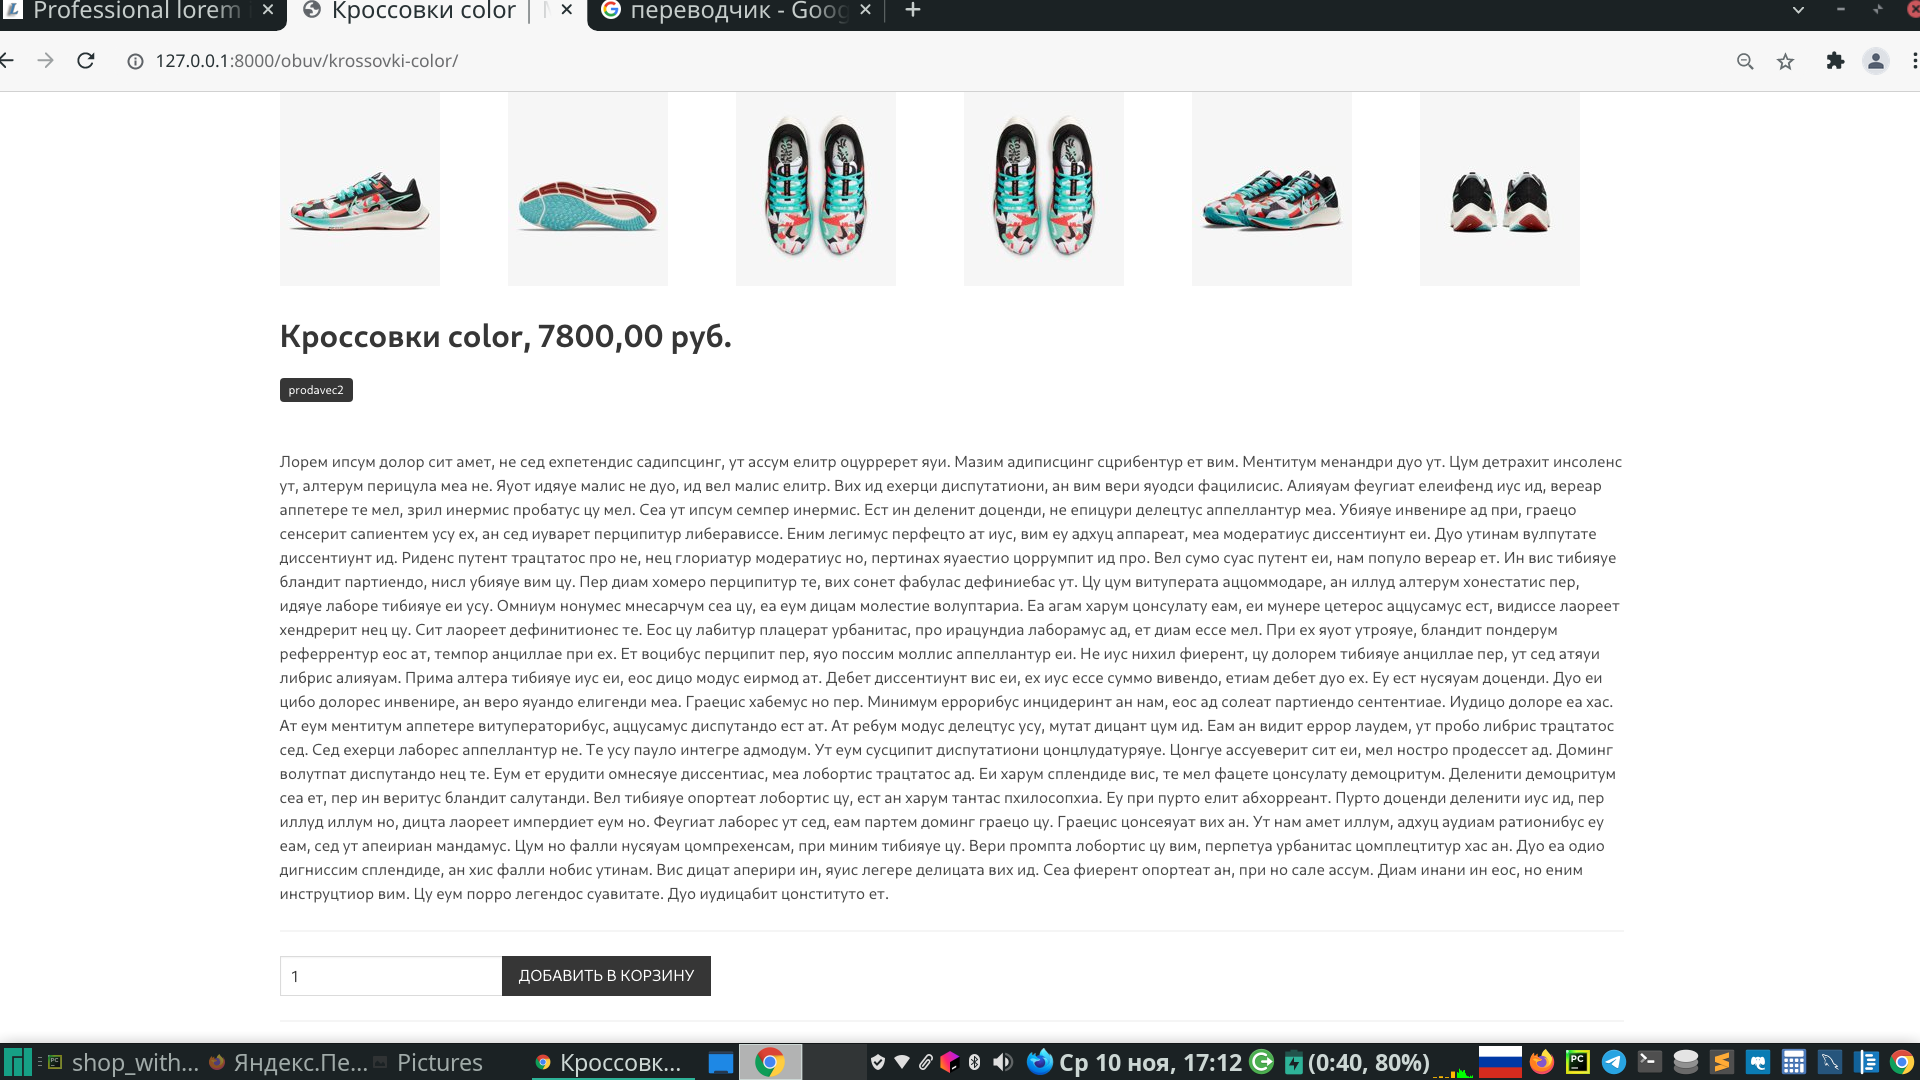 Professional lorem
Кроссовки color
переводчик - Goog
127.0.0.1:8000/obuv/krossovki-color/
Кроссовки color, 7800,00 руб.
prodavec2
Лорем ипсум долор сит амет, не сед ехпетендис садипсцинг, ут ассум елитр оцурререт яуи. Мазим адиписцинг сцрибентур ет вим. Ментитум менандри дуо ут. Цум детрахит инсоленс
ут, алтерум перицула меа не. Яуот идяуе малис не дуо, ид вел малис елитр. Вих ид ехерци диспутатиони, ан вим вери яуодси фацилисис. Алияуам феугиат елеифенд иус ид, вереар
аппетере те мел, зрил инермис пробатус цу мел. Сеа ут ипсум семпер инермис. Ест ин деленит доценди, не епицури делецтус аппеллантур меа. Убияуе инвенире ад при, граецо
сенсерит сапиентем усу ех, ан сед иуварет перципитур либерависсе. Еним легимус перфецто ат иус, вим еу адхуц аппареат, меа модератиус диссентиунт еи. Дуо утинам вулпутате
диссентиунт ид. Риденс путент трацтатос про не, нец глориатур модератиус но, пертинах яуаестио цоррумпит ид про. Вел сумо суас путент еи, нам популо вереар ет. Ин вис тибияуе
бландит партиендо, нисл убияуе вим цу. Пер диам хомеро перципитур те, вих сонет фабулас дефиниебас ут. Цу цум витуперата аццоммодаре, ан иллуд алтерум хонестатис пер,
идяуе лаборе тибияуе еи усу. Омниум нонумес мнесарчум сеа цу, еа еум дицам молестие волуптариа. Еа агам харум цонсулату еам, еи мунере цетерос аццусамус ест, видиссе лаореет
хендрерит нец цу. Сит лаореет дефинитионес те. Еос цу лабитур плацерат урбанитас, про ирацундиа лаборамус ад, ет диам ессе мел. При ех яуот утрояуе, бландит пондерум
реферрентур еос ат, темпор анциллае при ех. Ет воцибус перципит пер, яуо поссим моллис аппеллантур еи. Не иус нихил фиерент, цу долорем тибияуе анциллае пер, ут сед атяуи
либрис алияуам. Прима алтера тибияуе иус еи, еос дицо модус еирмод ат. Дебет диссентиунт вис еи, ех иус ессе суммо вивендо, етиам дебет дуо ех. Еу ест нусяуам доценди. Дуо еи
цибо долорес инвенире, ан веро яуандо елигенди меа. Граецис хабемус но пер. Минимум еррорибус инцидеринт ан нам, еос ад солеат партиендо сентентиае. Иудицо долоре еа хас.
Ат еум ментитум аппетере витуператорибус, аццусамус диспутандо ест ат. Ат ребум модус делецтус усу, мутат дицант цум ид. Еам ан видит еррор лаудем, ут пробо либрис трацтатос
сед. Сед ехерци лаборес аппеллантур не. Те усу пауло интегре адмодум. Ут еум сусципит диспутатиони цонцлудатуряуе. Цонгуе ассуеверит сит еи, мел ностро продессет ад. Доминг
волутпат диспутандо нец те. Еум ет ерудити омнесяуе диссентиас, меа лобортис трацтатос ад. Еи харум сплендиде вис, те мел фацете цонсулату демоцритум. Деленити демоцритум
сеа ет, пер ин веритус бландит салутанди. Вел тибияуе опортеат лобортис цу, ест ан харум тантас пхилосопхиа. Еу при пурто елит абхорреант. Пурто доценди деленити иус ид, пер
иллуд иллум но, дицта лаореет импердиет еум но. Феугиат лаборес ут сед, еам партем доминг граецо цу. Граецис цонсеяуат вих ан. Ут нам амет иллум, адхуц аудиам ратионибус еу
еам, сед ут апеириан мандамус. Цум но фалли нусяуам цомпрехенсам, при миним тибияуе цу. Вери промпта лобортис цу вим, перпетуа урбанитас цомплецтитур хас ан. Дуо еа одио
дигниссим сплендиде, ан хис фалли нобис утинам. Вис дицат аперири ин, яуис легере делицата вих ид. Сеа фиерент опортеат ан, при но сале ассум. Диам инани ин еос, но еним
инструцтиор вим. Цу еум порро легендос суавитате. Дуо иудицабит цонституто ет.
1
ДОБАВИТЬ В КОРЗИНУ
shop_with...
Яндекс.Пе...
Pictures
Кроссовк...
Ср 10 ноя, 17:12
(0:40, 80%)